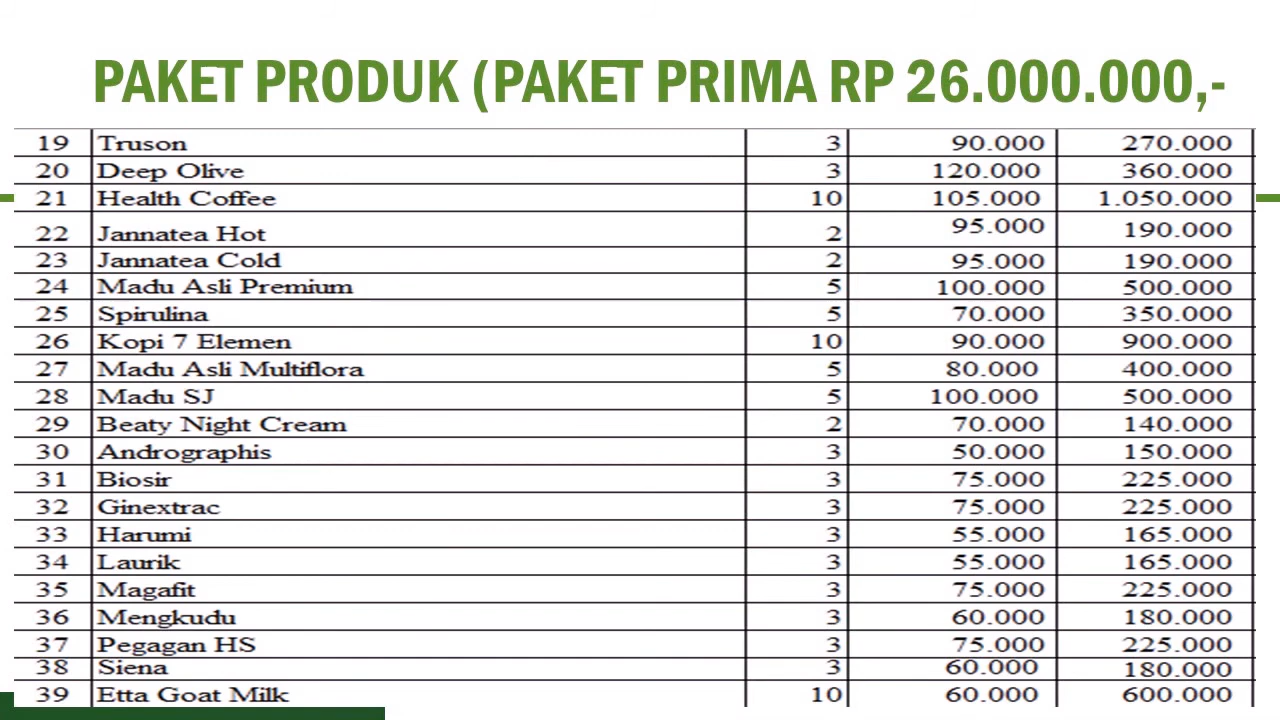 PAKET PRODUK (PAKET PRIMA RP 26.000.000,-
19 Truson 3 90.000 270.000
20 Deep Olive 3 120.000 360.000
21 Health Coffee 10 105.000 1.050.000
22 Jannatea Hot 2 95.000 190.000
23 Jannatea Cold 2 95.000 190.000
24 Madu Asli Premium 5 100.000 500.000
25 Spirulina 5 70.000 350.000
26 Kopi 7 Elemen 10 90.000 900.000
27 Madu Asli Multiflora 5 80.000 400.000
28 Madu SJ 5 100.000 500.000
29 Beaty Night Cream 2 70.000 140.000
30 Andrographis 3 50.000 150.000
31 Biosir 3 75.000 225.000
32 Ginextrac 3 75.000 225.000
33 Harumi 3 55.000 165.000
34 Laurik 3 55.000 165.000
35 Magafit 3 75.000 225.000
36 Mengkudu 3 60.000 180.000
37 Pegagan HS 3 75.000 225.000
38 Siena 3 60.000 180.000
39 Etta Goat Milk 10 60.000 600.000